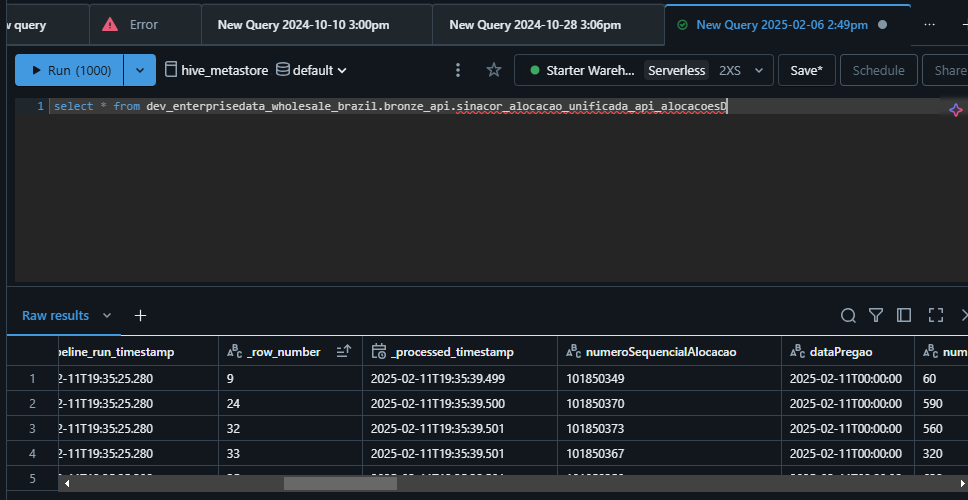 w query Error New Query 2024-10-10 3:00pm New Query 2024-10-28 3:06pm New Query 2025-02-06 2:49pm
Run (1000) hive_metastore default Starter Wareh... Serverless 2XS Save* Schedule Share
1 select * from dev_enterprisedata_wholesale_brazil.bronze_api.sinacor_alocacao_unificada_api_alocacoesD
Raw results
peline_run_timestamp _row_number _processed_timestamp numeroSequencialAlocacao dataPregao num
1 2-11T19:35:25.280 9 2025-02-11T19:35:39.499 101850349 2025-02-11T00:00:00 60
2 2-11T19:35:25.280 24 2025-02-11T19:35:39.500 101850370 2025-02-11T00:00:00 590
3 2-11T19:35:25.280 32 2025-02-11T19:35:39.501 101850373 2025-02-11T00:00:00 560
4 2-11T19:35:25.280 33 2025-02-11T19:35:39.501 101850367 2025-02-11T00:00:00 320
5